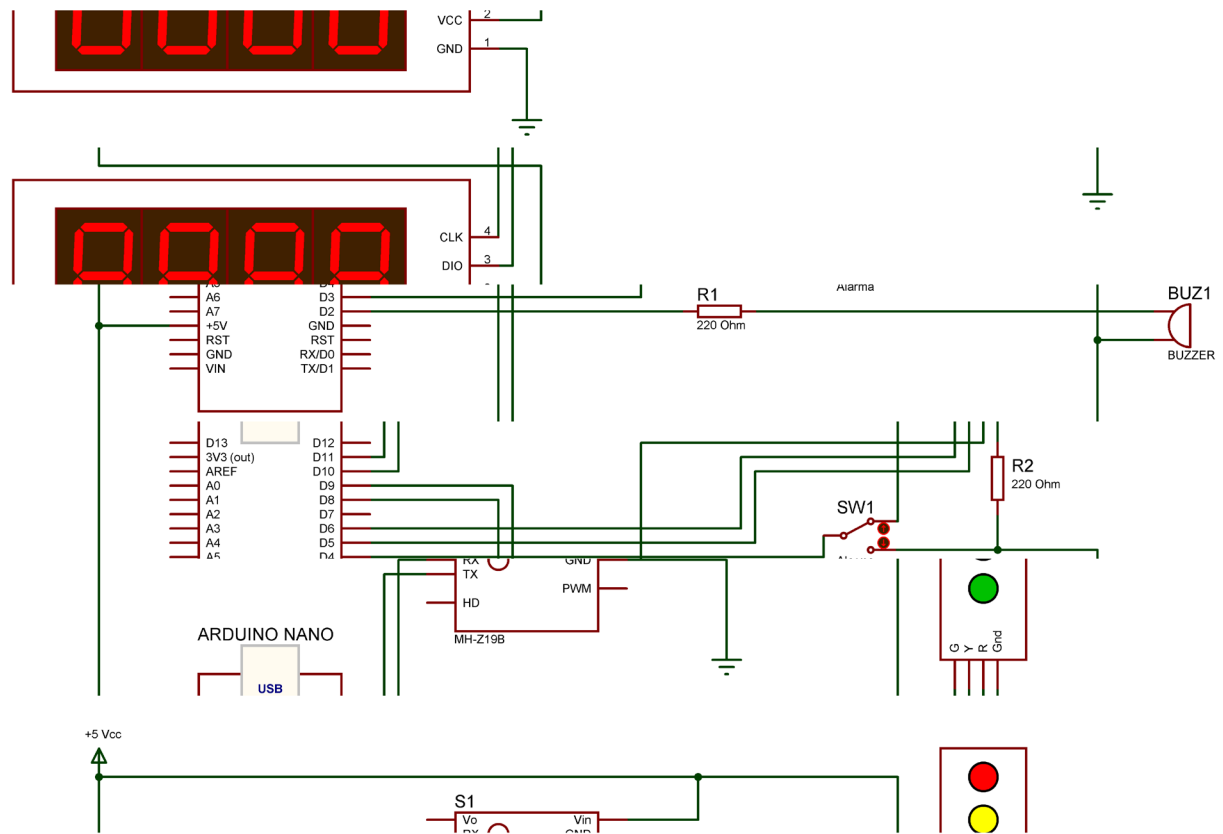 VCC 2
GND 1
CLK 4
DIO 3
Alarma
A6
A7
+5V
RST
GND
VIN
D3
D2
GND
RST
RX/D0
TX/D1
R1
220 Ohm
BUZ1
BUZZER
D13
3V3 (out)
AREF
A0
A1
A2
A3
A4
A5
D12
D11
D10
D9
D8
D7
D6
D5
D4
SW1
R2
220 Ohm
RX
TX
HD
GND
PWM
MH-Z19B
G
Y
R
Gnd
ARDUINO NANO
USB
+5 Vcc
S1
Vo
Vin